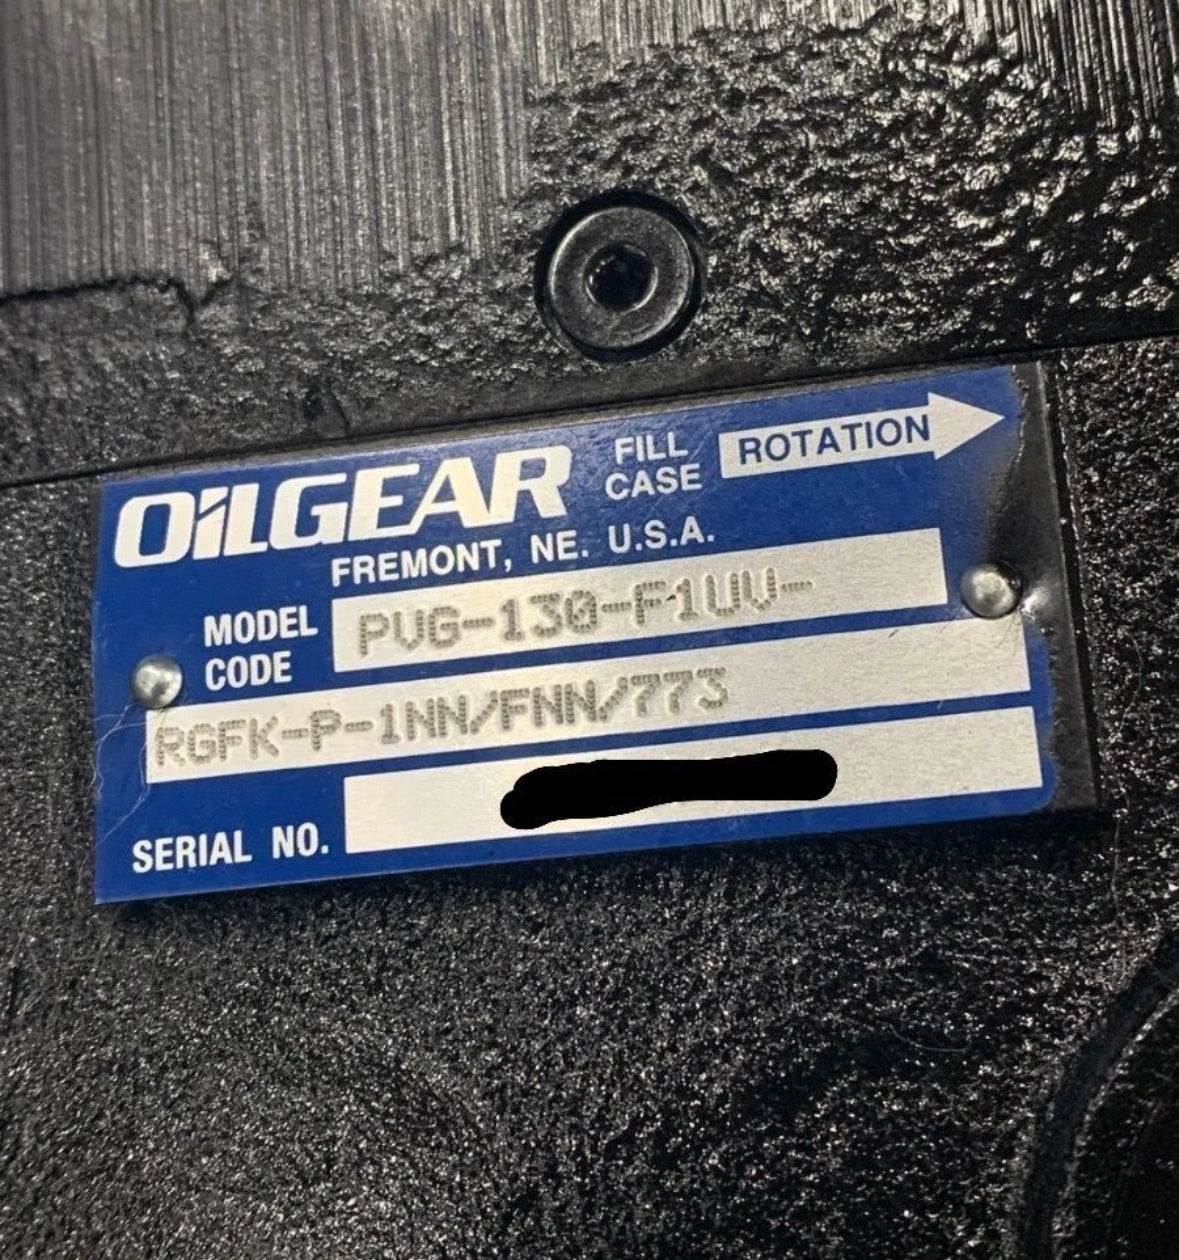 OILGEAR
FILL CASE
ROTATION
FREMONT, NE. U.S.A.
MODEL CODE
PVG-130-F1UV-
RGFK-P-1NN/FNN/773
SERIAL NO.